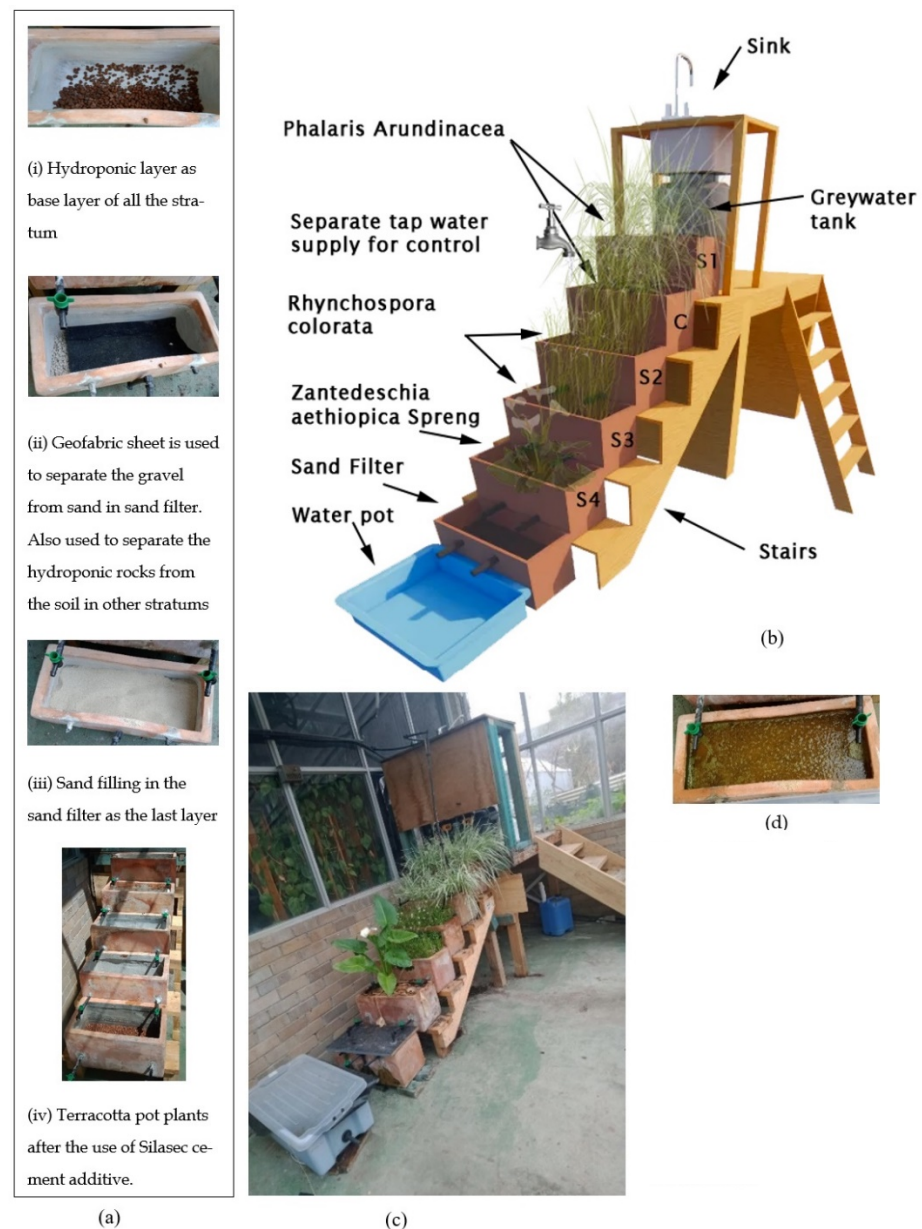 (i) Hydroponic layer as
base layer of all the stra-
tum
(ii) Geofabric sheet is used
to separate the gravel
from sand in sand filter.
Also used to separate the
hydroponic rocks from
the soil in other stratums
(iii) Sand filling in the
sand filter as the last layer
(iv) Terracotta pot plants
after the use of Silasec ce-
ment additive.
(a)
Sink
Phalaris Arundinacea
Greywater
tank
Separate tap water
supply for control
S1
Rhynchospora
colorata
C
S2
Zantedeschia
aethiopica Spreng
S3
Sand Filter
S4
Water pot
Stairs
(b)
(c)
(d)